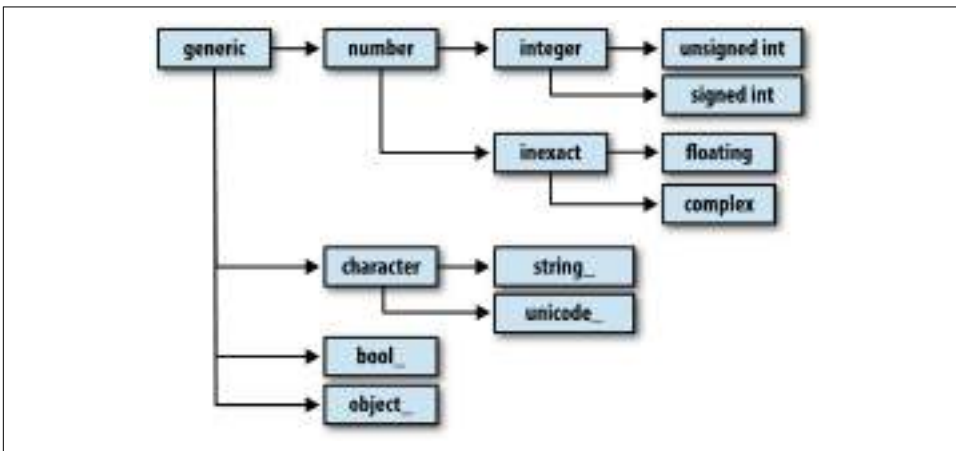 generic number integer unsigned int
signed int
inexact floating
complex
character string_
unicode_
bool_
object_